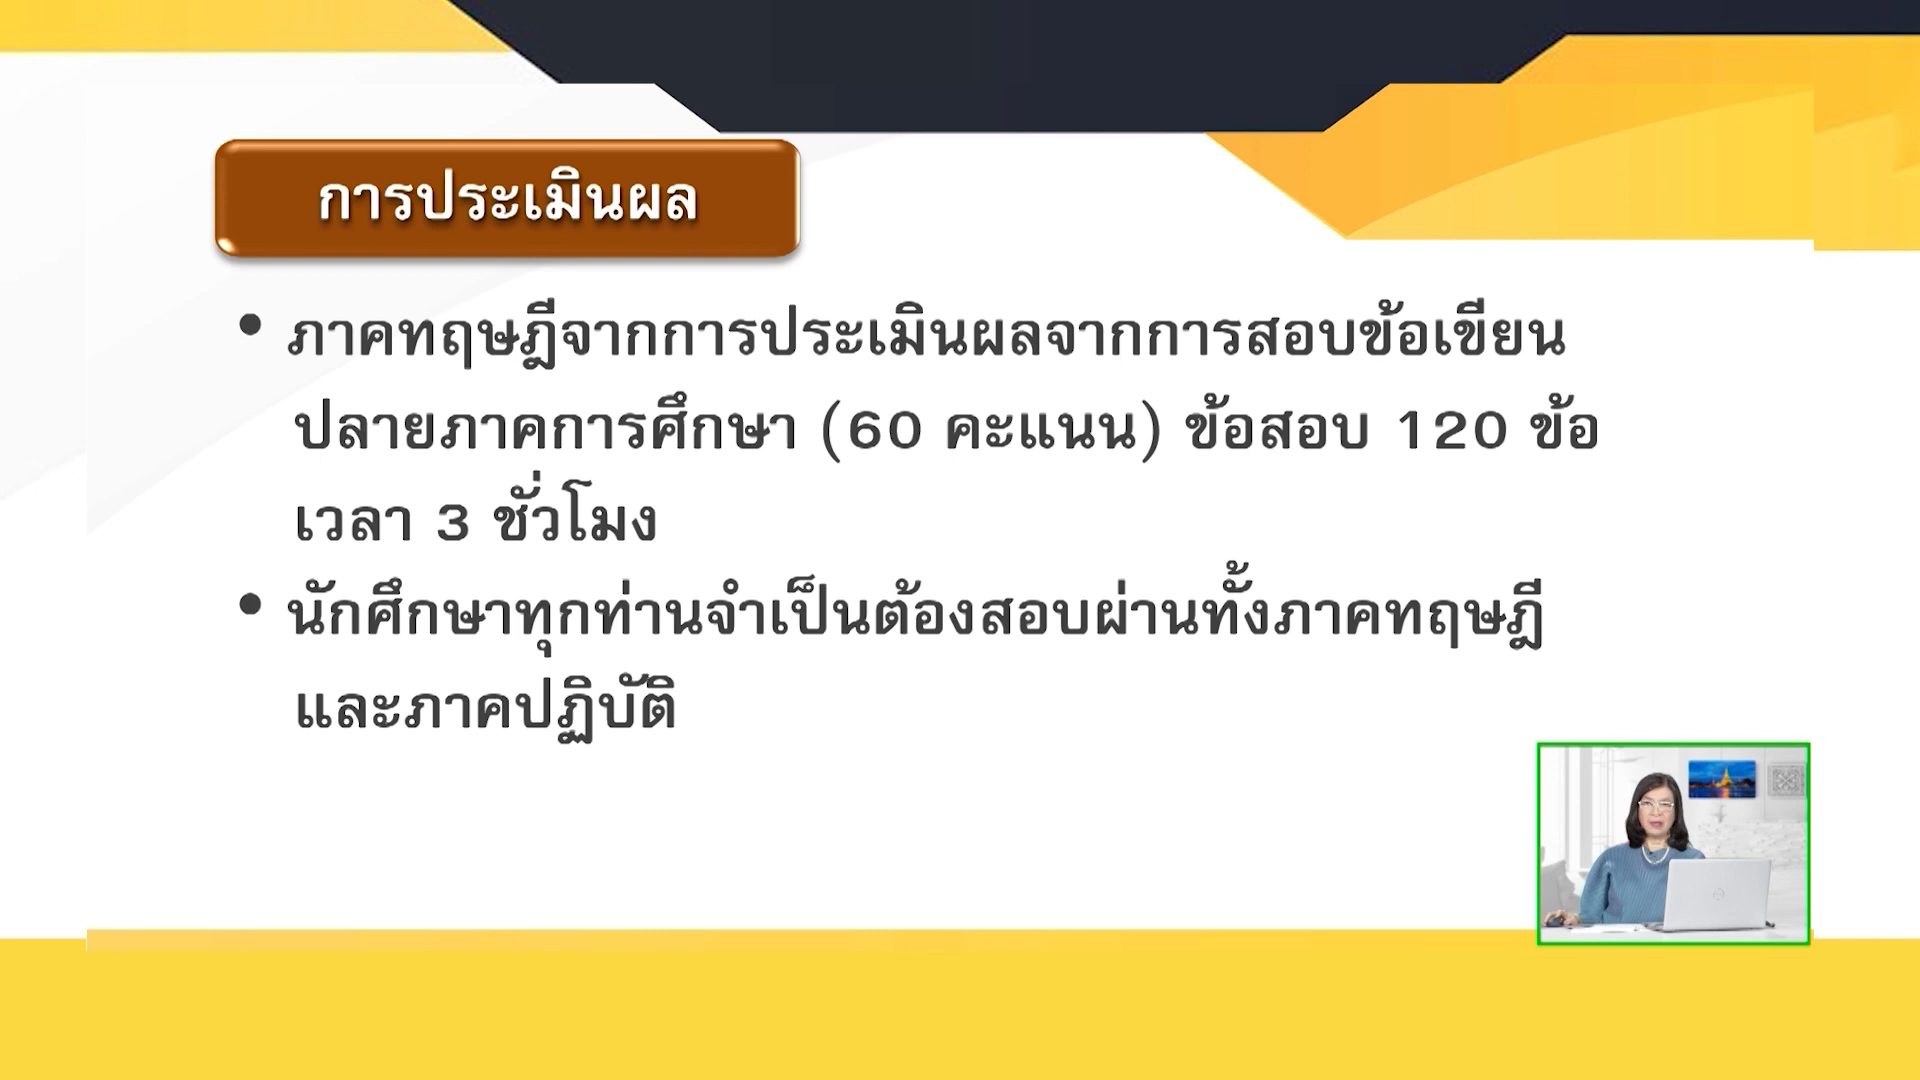 การประเมินผล
• ภาคทฤษฎีจากการประเมินผลจากการสอบข้อเขียน
ปลายภาคการศึกษา (60 คะแนน) ข้อสอบ 120 ข้อ
เวลา 3 ชั่วโมง
• นักศึกษาทุกท่านจำเป็นต้องสอบผ่านทั้งภาคทฤษฎี
และภาคปฏิบัติ